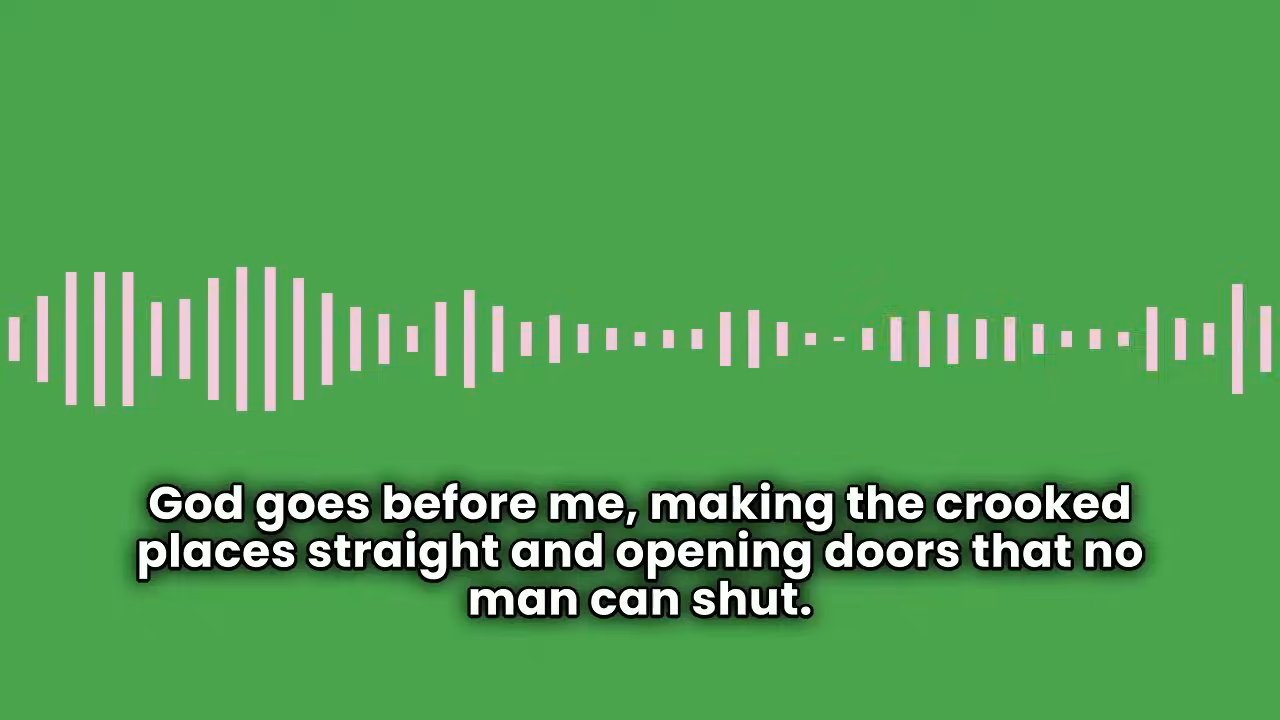 God goes before me, making the crooked
places straight and opening doors that no
man can shut.